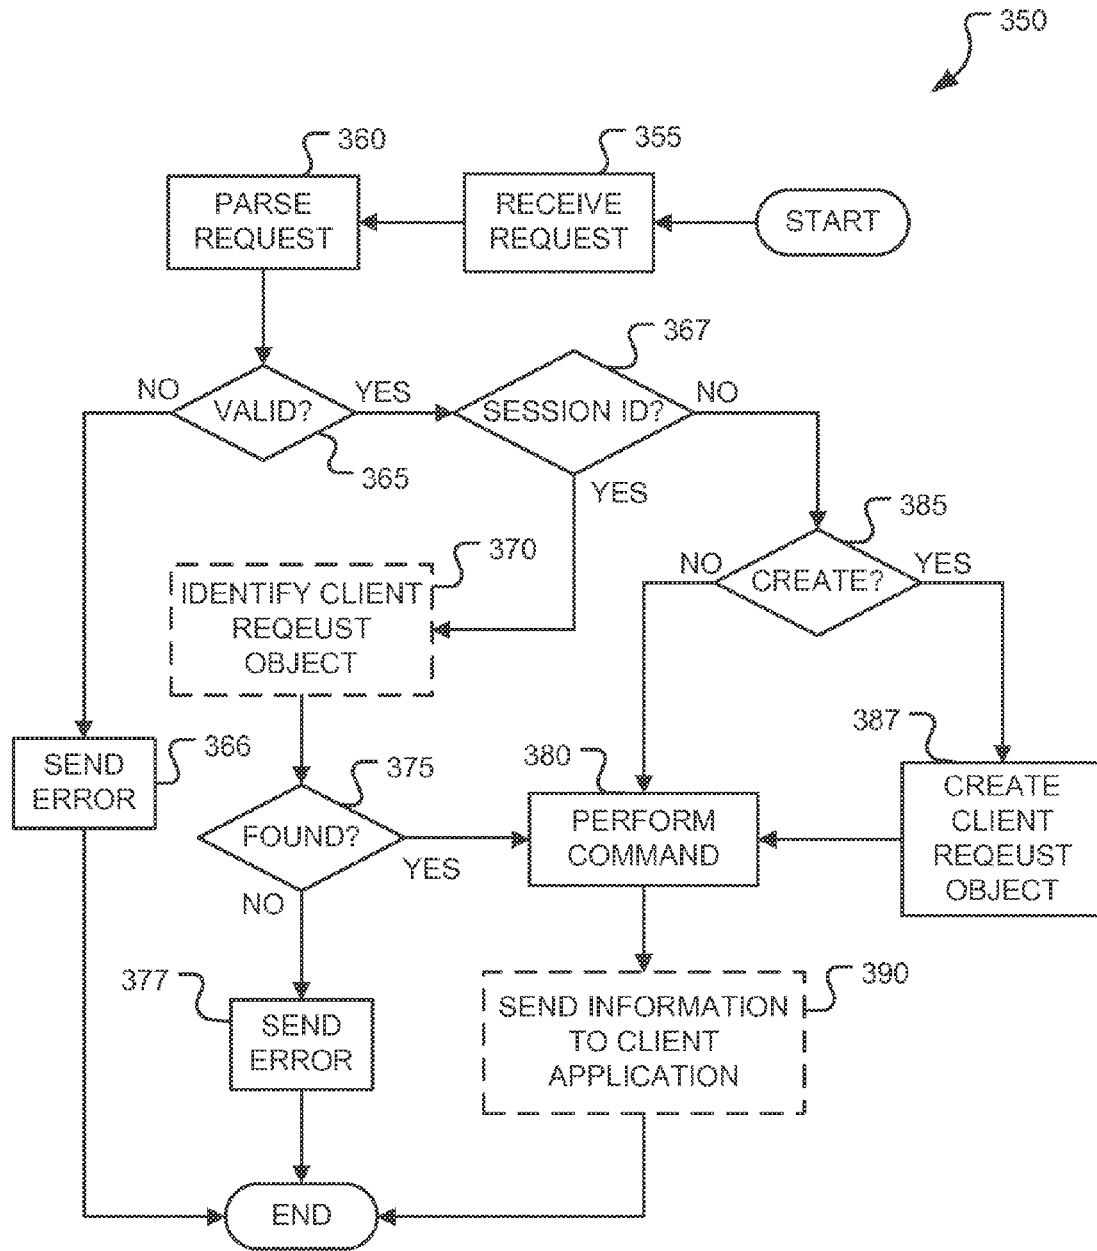 350
360
355
PARSE
REQUEST
RECEIVE
REQUEST
START
367
NO
VALID?
YES
SESSION ID?
NO
365
YES
385
370
NO
CREATE?
YES
IDENTIFY CLIENT
REQEUST
OBJECT
387
366
SEND
ERROR
375
380
FOUND?
YES
PERFORM
COMMAND
CREATE
CLIENT
REQEUST
OBJECT
NO
377
SEND
ERROR
390
SEND INFORMATION
TO CLIENT
APPLICATION
END